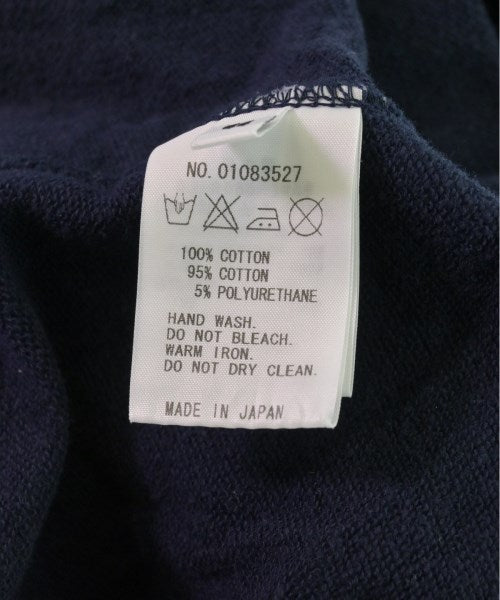 NO. 01083527
100% COTTON
95% COTTON
5% POLYURETHANE
HAND WASH.
DO NOT BLEACH.
WARM IRON.
DO NOT DRY CLEAN.
MADE IN JAPAN